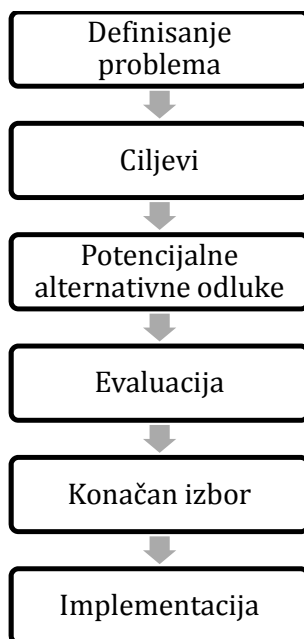 Definisanje
problema
Ciljevi
Potencijalne
alternativne odluke
Evaluacija
Konačan izbor
Implementacija